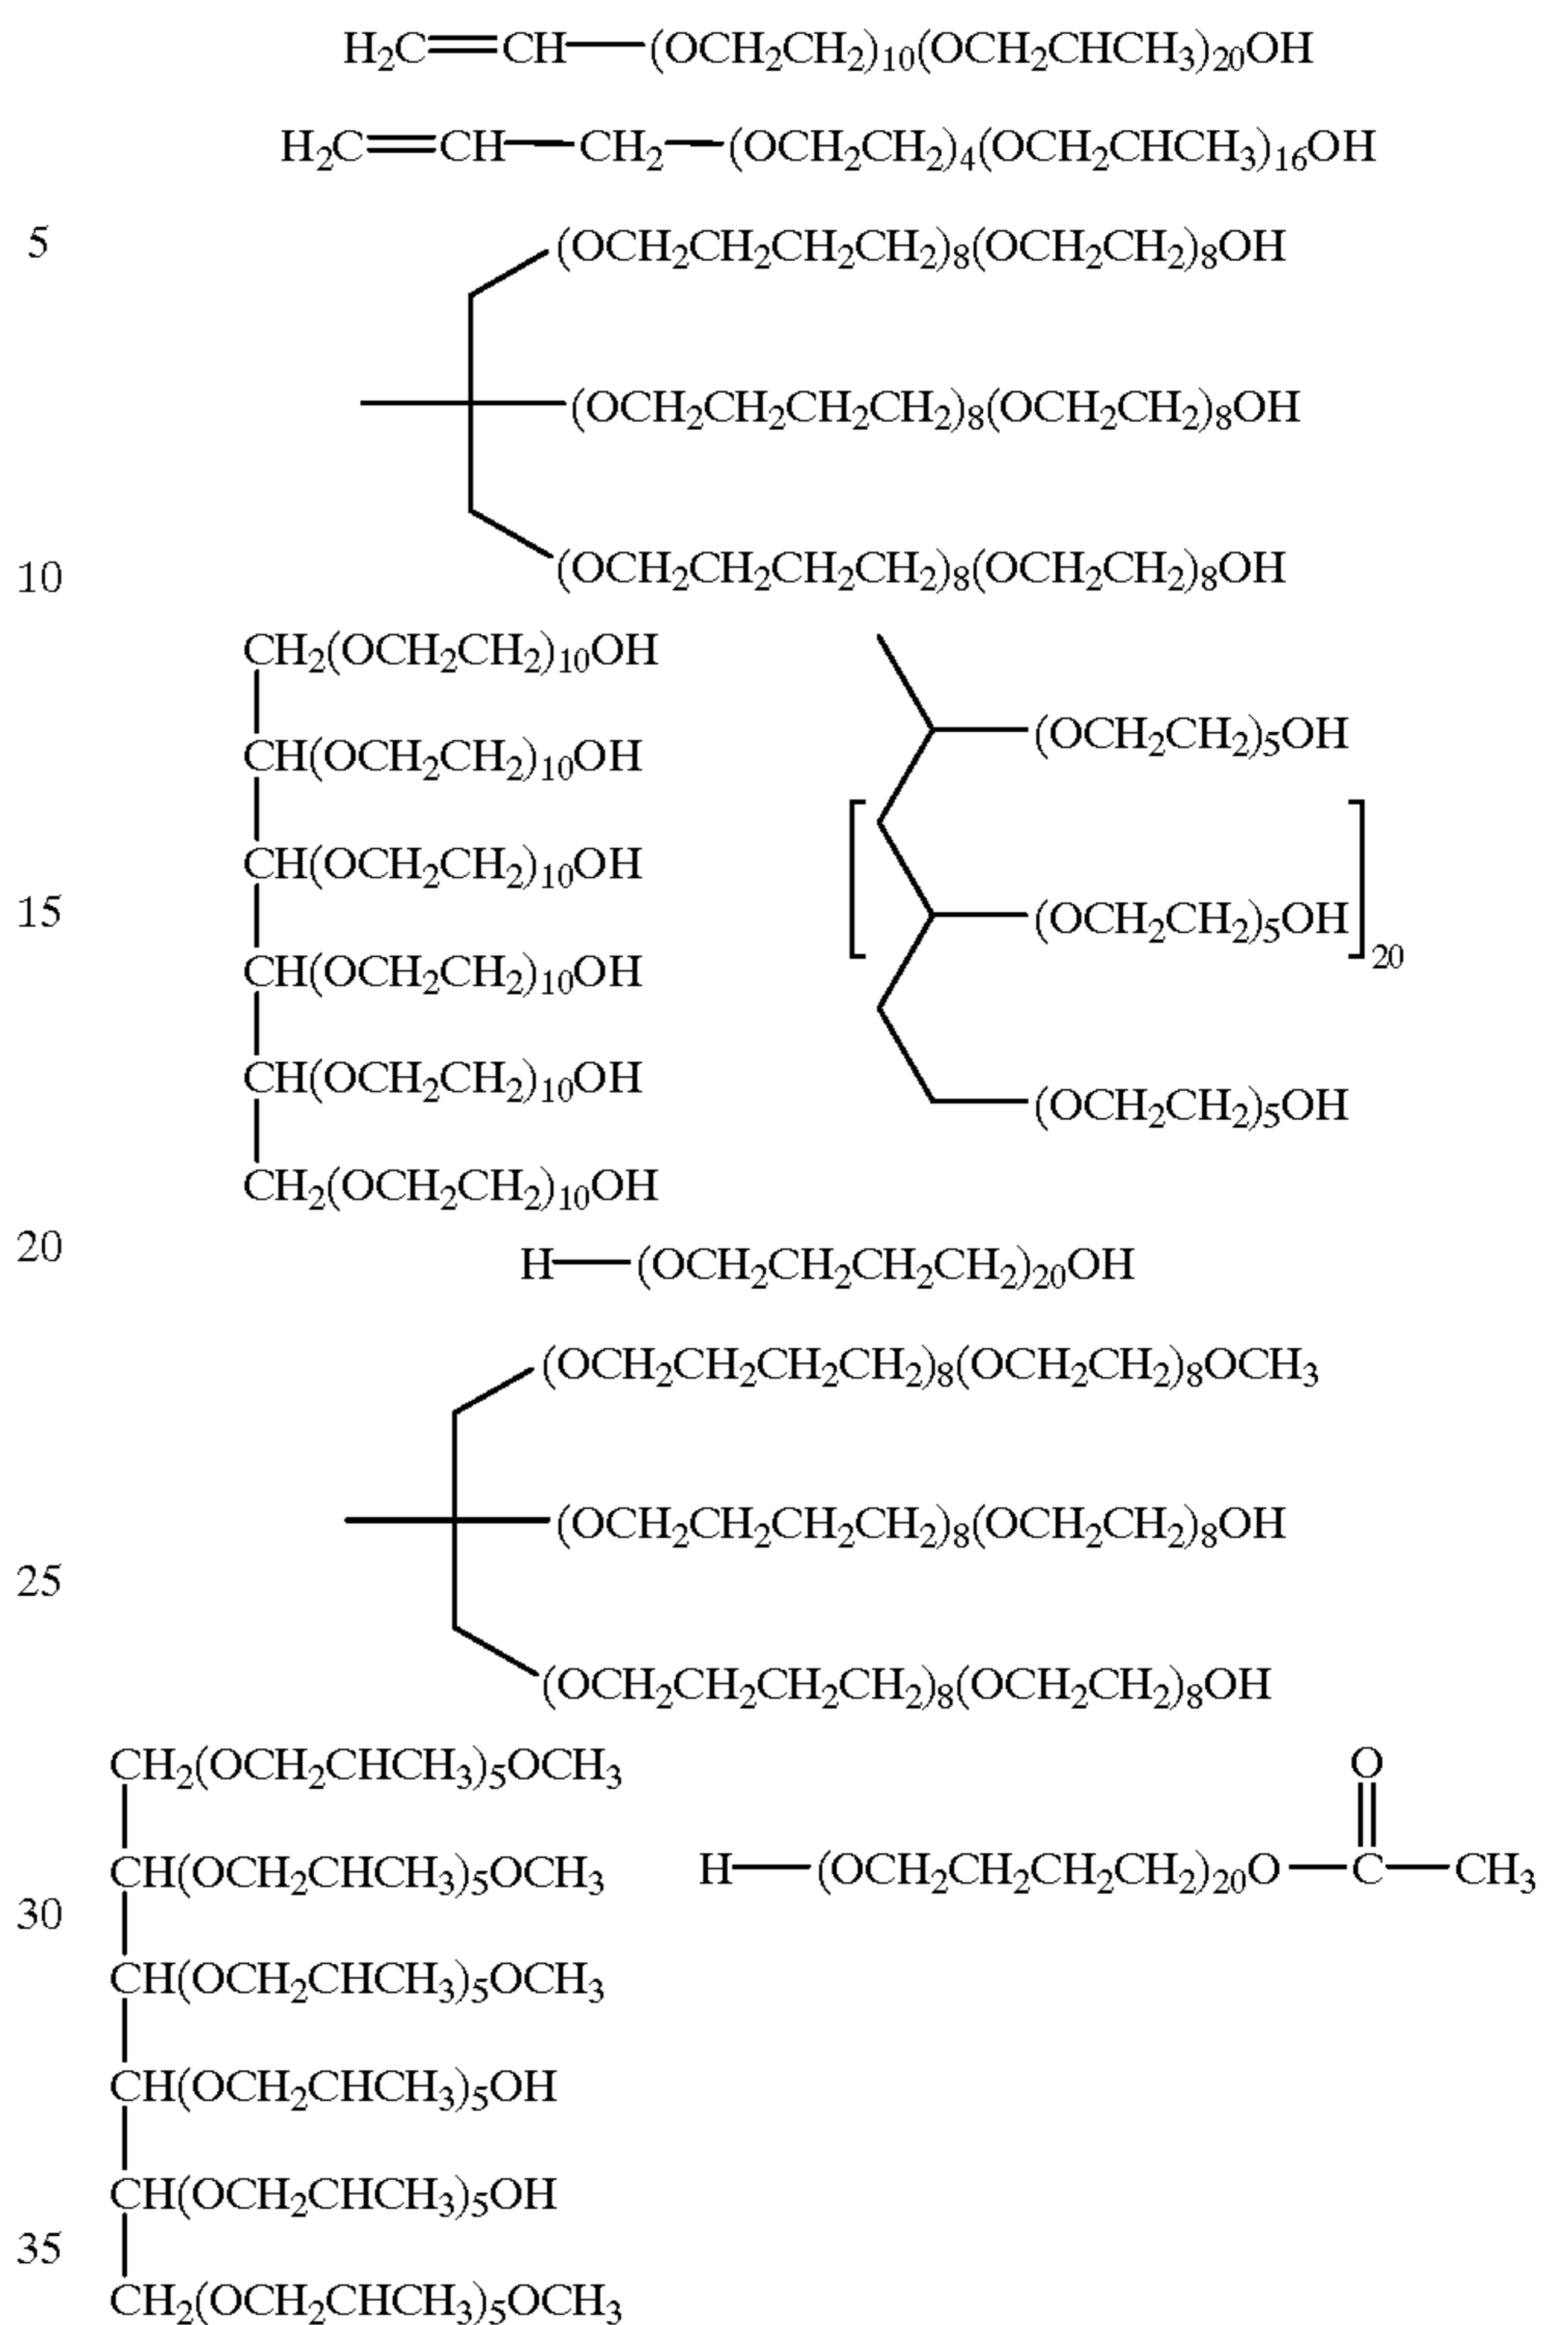 H₂C=CH—(OCH₂CH₂)₁₀(OCH₂CHCH₃)₂₀OH
H₂C=CH—CH₂—(OCH₂CH₂)₄(OCH₂CHCH₃)₁₆OH
5 (OCH₂CH₂CH₂CH₂)₈(OCH₂CH₂)₈OH
(OCH₂CH₂CH₂CH₂)₈(OCH₂CH₂)₈OH
10 (OCH₂CH₂CH₂CH₂)₈(OCH₂CH₂)₈OH
CH₂(OCH₂CH₂)₁₀OH
CH(OCH₂CH₂)₁₀OH
CH(OCH₂CH₂)₁₀OH
15
CH(OCH₂CH₂)₁₀OH
CH(OCH₂CH₂)₁₀OH
CH₂(OCH₂CH₂)₁₀OH
(OCH₂CH₂)₅OH
[(OCH₂CH₂)₅OH]₂₀
(OCH₂CH₂)₅OH
20 H—(OCH₂CH₂CH₂CH₂)₂₀OH
(OCH₂CH₂CH₂CH₂)₈(OCH₂CH₂)₈OCH₃
(OCH₂CH₂CH₂CH₂)₈(OCH₂CH₂)₈OH
25
(OCH₂CH₂CH₂CH₂)₈(OCH₂CH₂)₈OH
CH₂(OCH₂CHCH₃)₅OCH₃
CH(OCH₂CHCH₃)₅OCH₃
30
CH(OCH₂CHCH₃)₅OCH₃
CH(OCH₂CHCH₃)₅OH
CH(OCH₂CHCH₃)₅OH
35
CH₂(OCH₂CHCH₃)₅OCH₃
O
H—(OCH₂CH₂CH₂CH₂)₂₀O—C—CH₃